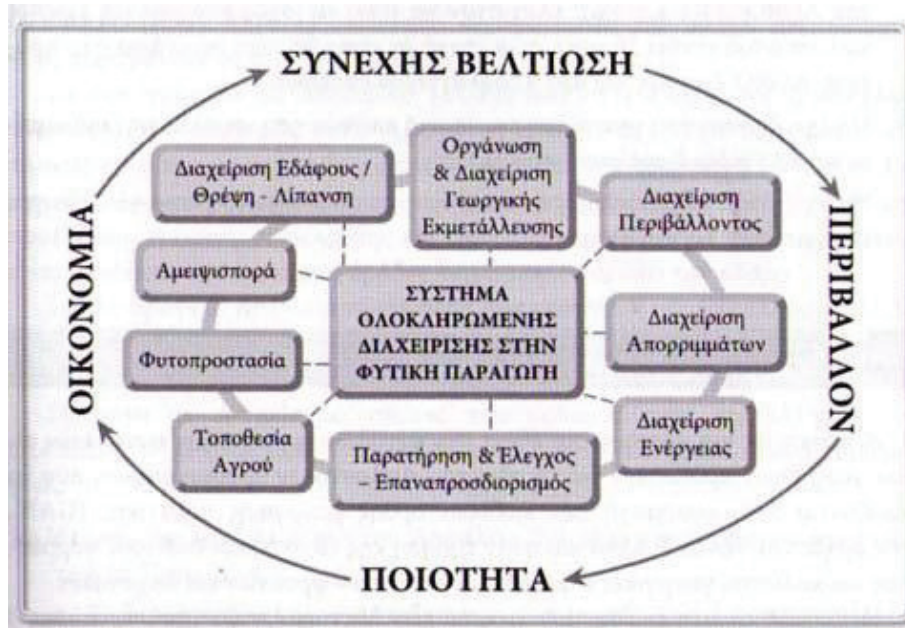 ΣΥΝΕΧΗΣ ΒΕΛΤΙΩΣΗ
Οργάνωση
& Διαχείριση
Γεωργικής
Εκμετάλλευσης
Διαχείριση Εδάφους /
Θρέψη - Λίπανση
Διαχείριση
Περιβάλλοντος
Αμειψισπορά
ΣΥΣΤΗΜΑ
ΟΛΟΚΛΗΡΩΜΕΝΗΣ
ΔΙΑΧΕΙΡΙΣΗΣ ΣΤΗΝ
ΦΥΤΙΚΗ ΠΑΡΑΓΩΓΗ
Διαχείριση
Απορριμμάτων
Φυτοπροστασία
Τοποθεσία
Αγρού
Παρατήρηση & Έλεγχος
– Επαναπροσδιορισμός
Διαχείριση
Ενέργειας
ΟΙΚΟΝΟΜΙΑ
ΠΕΡΙΒΑΛΛΟΝ
ΠΟΙΟΤΗΤΑ